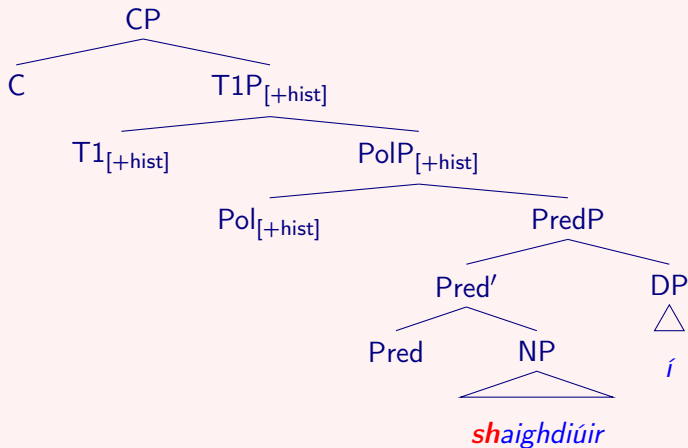 CP
C T1P[+hist]
T1[+hist] PolP[+hist]
Pol[+hist] PredP
Pred′ DP
Pred NP
í
shaighdiúir